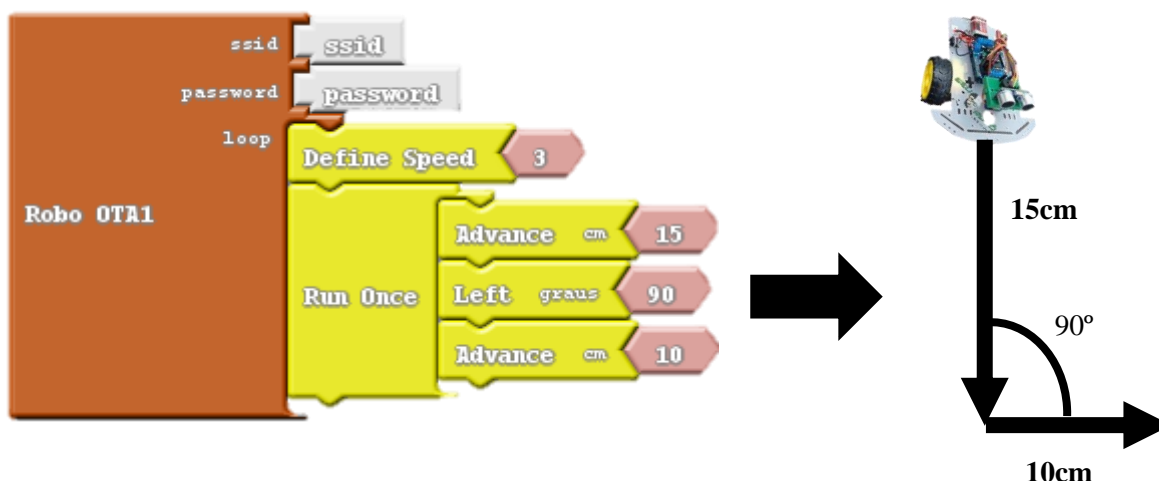 ssid ssid
password password
loop
Define Speed 3
Robo OTA1
Run Once
Advance cm 15
Left graus 90
Advance cm 10
15cm
90º
10cm